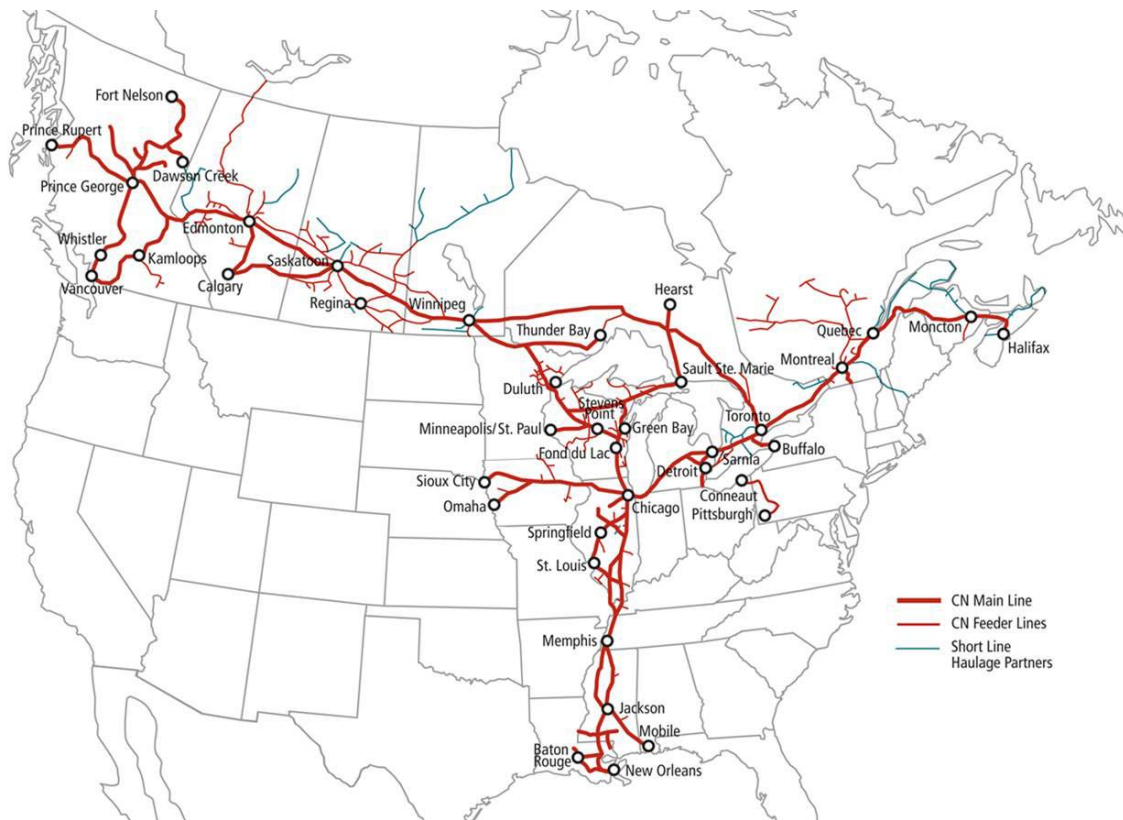 Fort Nelson
Prince Rupert
Dawson Creek
Prince George
Edmonton
Whistler
Kamloops
Saskatoon
Vancouver
Calgary
Regina
Winnipeg
Hearst
Thunder Bay
Quebec
Moncton
Halifax
Montreal
Sault Ste. Marie
Duluth
Stevens
Point
Toronto
Minneapolis/St. Paul
Green Bay
Buffalo
Fond du Lac
Sarnia
Detroit
Sioux City
Conneaut
Omaha
Chicago
Pittsburgh
Springfield
St. Louis
CN Main Line
CN Feeder Lines
Short Line
Haulage Partners
Memphis
Jackson
Mobile
Baton
Rouge
New Orleans